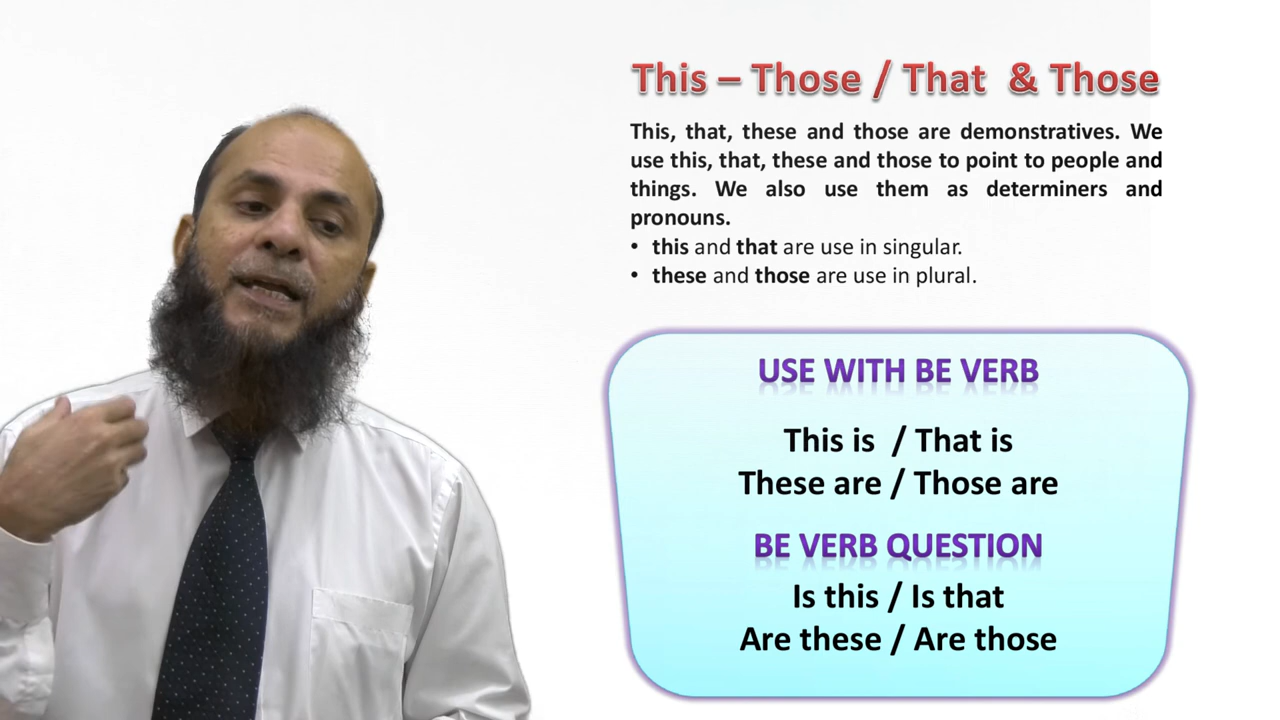 This – Those / That & Those
This, that, these and those are demonstratives. We
use this, that, these and those to point to people and
things. We also use them as determiners and
pronouns.
• this and that are use in singular.
• these and those are use in plural.
USE WITH BE VERB
This is / That is
These are / Those are
BE VERB QUESTION
Is this / Is that
Are these / Are those